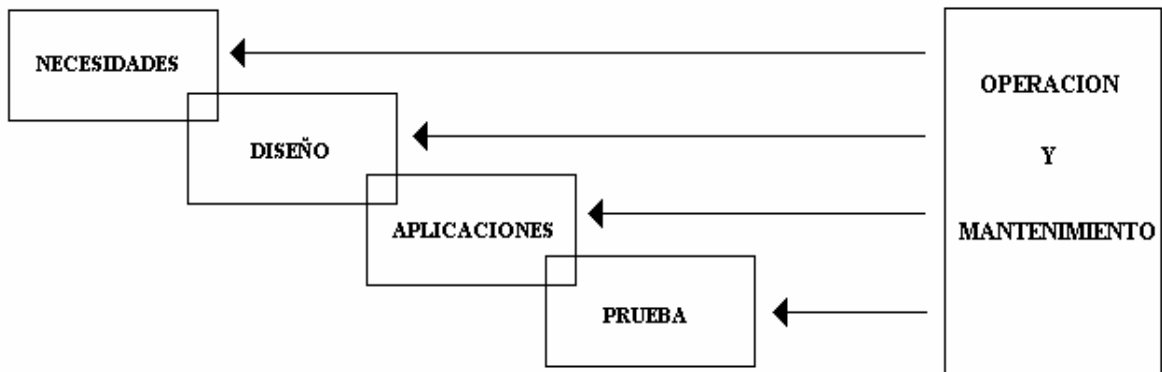 NECESIDADES
DISEÑO
APLICACIONES
PRUEBA
OPERACION
Y
MANTENIMIENTO